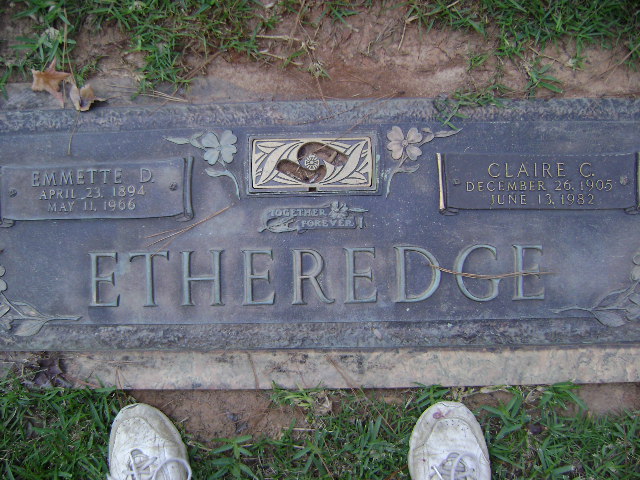 EMMETTE D.
APRIL 23, 1894
MAY 11, 1966
TOGETHER
FOREVER
CLAIRE C.
DECEMBER 26, 1905
JUNE 13, 1982
ETHEREDGE